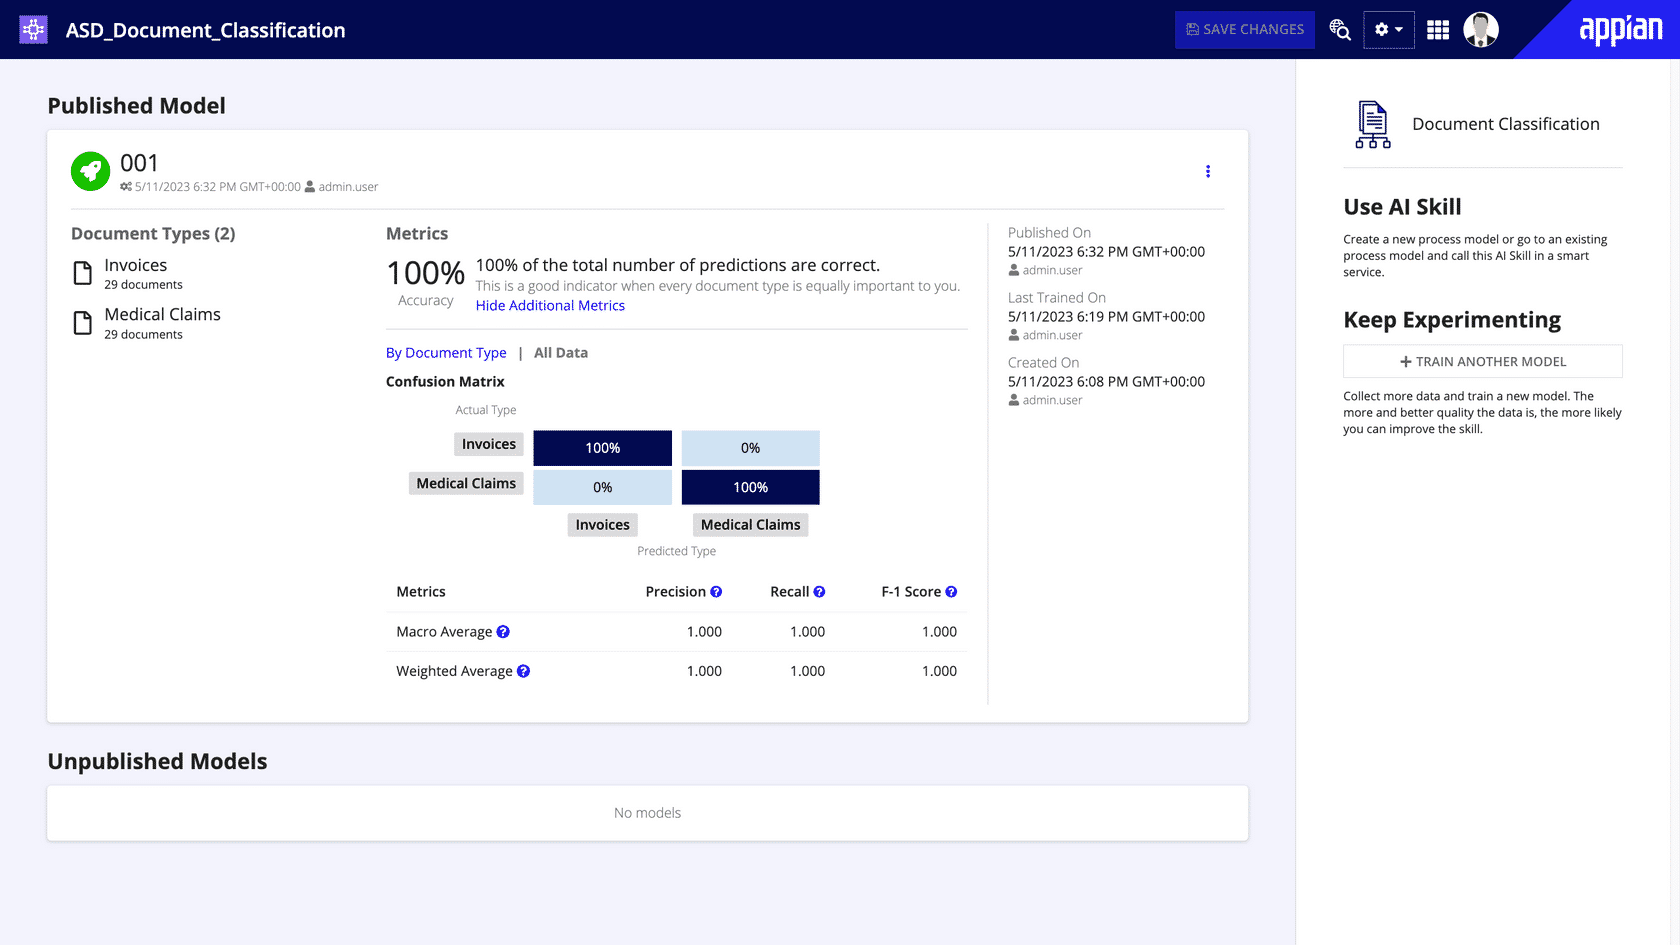 ASD_Document_Classification
SAVE CHANGES
appian
Published Model
001
5/11/2023 6:32 PM GMT+00:00 admin.user
Document Types (2)
Invoices
29 documents
Medical Claims
29 documents
Metrics
100%
Accuracy
100% of the total number of predictions are correct.
This is a good indicator when every document type is equally important to you.
Hide Additional Metrics
By Document Type | All Data
Confusion Matrix
Actual Type
Invoices 100% 0%
Medical Claims 0% 100%
Invoices Medical Claims
Predicted Type
Metrics Precision ? Recall ? F-1 Score ?
Macro Average ? 1.000 1.000 1.000
Weighted Average ? 1.000 1.000 1.000
Published On
5/11/2023 6:32 PM GMT+00:00
admin.user
Last Trained On
5/11/2023 6:19 PM GMT+00:00
admin.user
Created On
5/11/2023 6:08 PM GMT+00:00
admin.user
Unpublished Models
No models
Document Classification
Use AI Skill
Create a new process model or go to an existing
process model and call this AI Skill in a smart
service.
Keep Experimenting
+ TRAIN ANOTHER MODEL
Collect more data and train a new model. The
more and better quality the data is, the more likely
you can improve the skill.